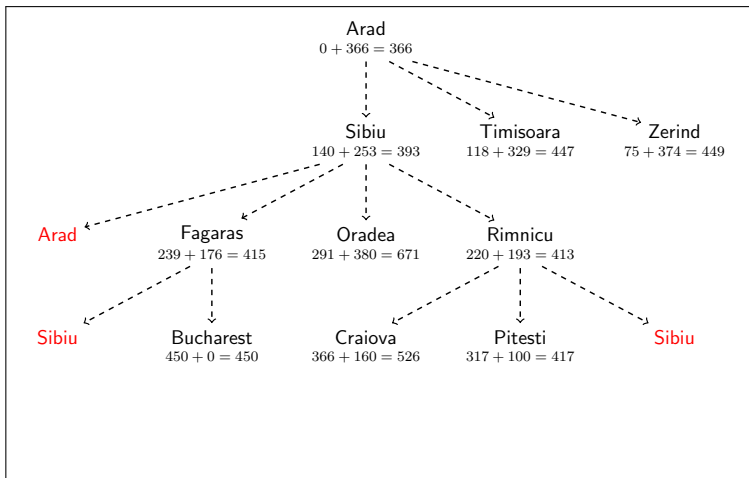 Arad
0 + 366 = 366
Sibiu
140 + 253 = 393
Timisoara
118 + 329 = 447
Zerind
75 + 374 = 449
Arad
Fagaras
239 + 176 = 415
Oradea
291 + 380 = 671
Rimnicu
220 + 193 = 413
Sibiu
Bucharest
450 + 0 = 450
Craiova
366 + 160 = 526
Pitesti
317 + 100 = 417
Sibiu